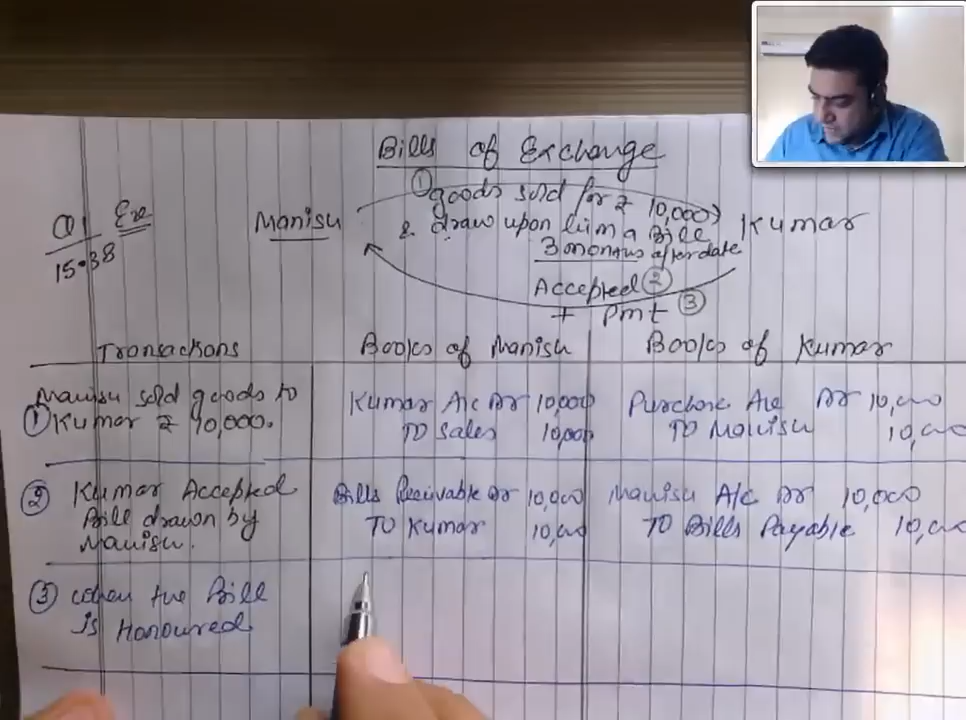 Bills of Exchange
Q1 Ex
15.38
Manish
① goods sold for ₹ 10,000
& draw upon him a Bill
3 months after date
Kumar
Accepted ②
+ Pmt ③
Transactions Books of Manish Books of Kumar
Manish sold goods to
① Kumar ₹ 10,000.
Kumar A/c Dr 10,000
To Sales 10,000
Purchase A/c Dr 10,000
To Manish 10,000
② Kumar Accepted
Bill drawn by
Manish.
Bills Recivable Dr 10,000
To Kumar 10,000
Manish A/c Dr 10,000
To Bills Payable 10,000
③ when the Bill
is Honoured